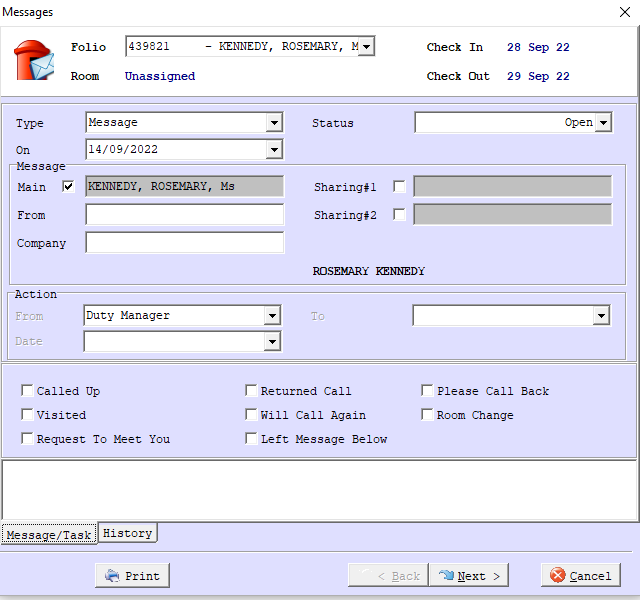 Messages
Folio 439821 - KENNEDY, ROSEMARY, M Check In 28 Sep 22
Room Unassigned Check Out 29 Sep 22
Type Message Status Open
On 14/09/2022
Message
Main KENNEDY, ROSEMARY, Ms Sharing#1
From Sharing#2
Company
ROSEMARY KENNEDY
Action
From Duty Manager To
Date
Called Up Returned Call Please Call Back
Visited Will Call Again Room Change
Request To Meet You Left Message Below
Message/Task History
Print < Back Next > Cancel